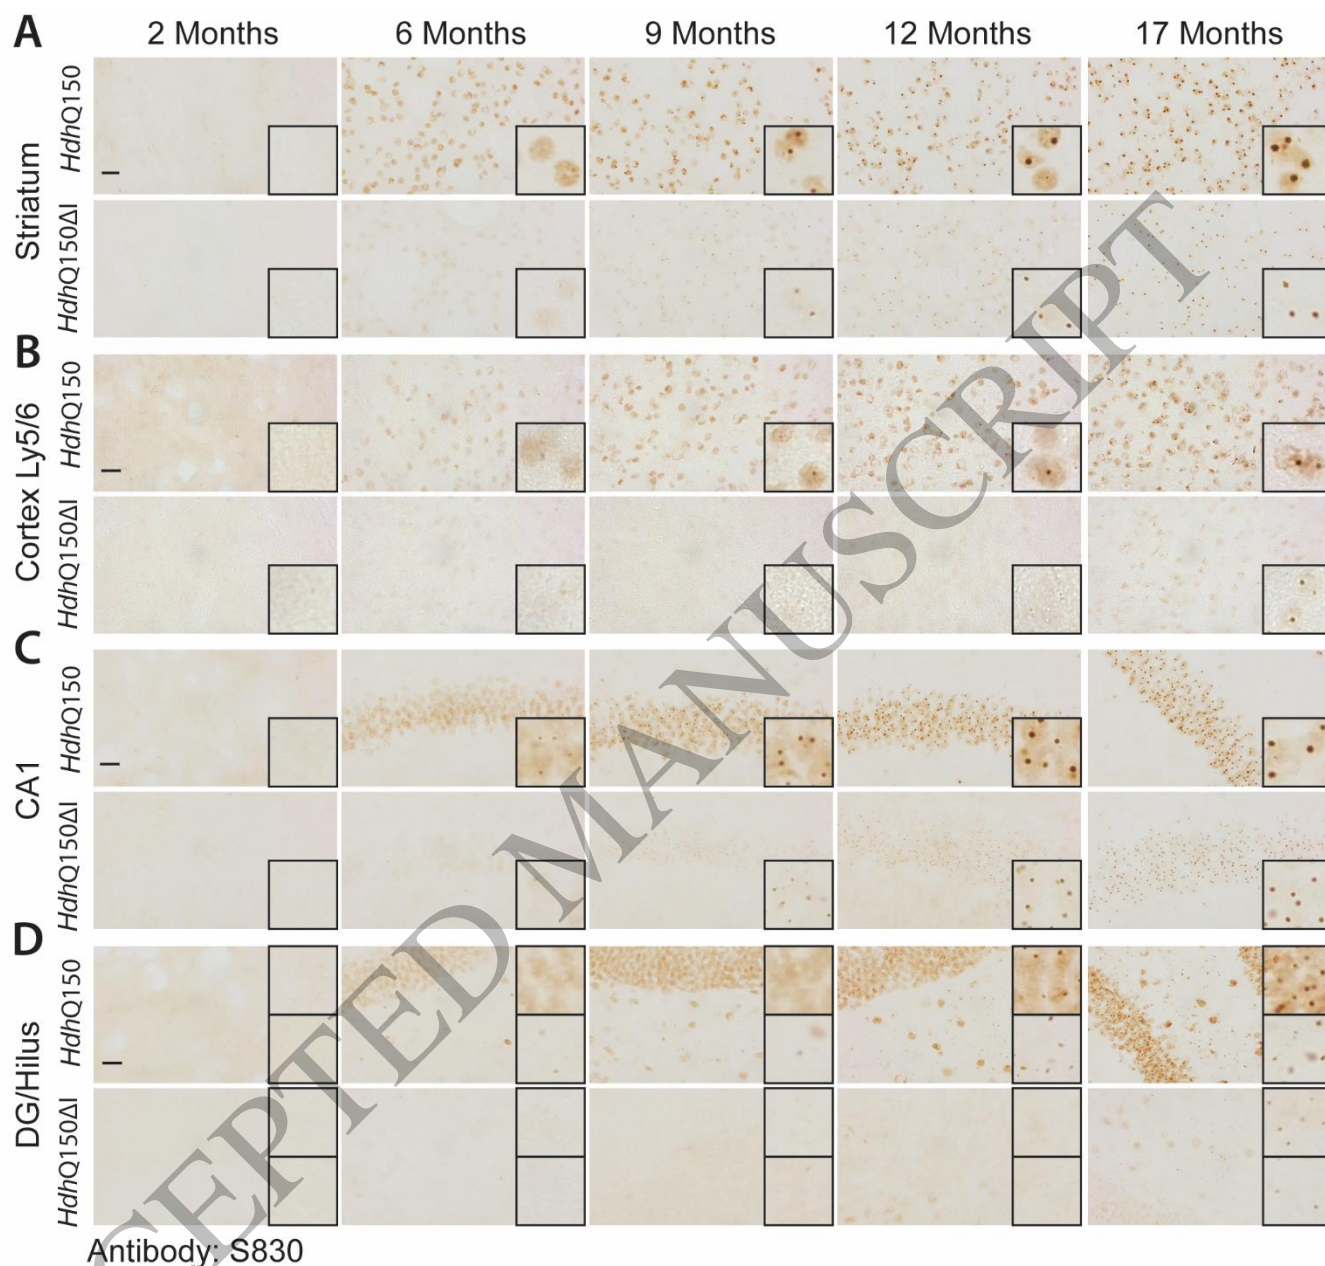 A
2 Months 6 Months 9 Months 12 Months 17 Months
Striatum
HdhQ150
HdhQ150ΔI
B
Cortex Ly5/6
HdhQ150
HdhQ150ΔI
C
CA1
HdhQ150
HdhQ150ΔI
D
DG/Hilus
HdhQ150
HdhQ150ΔI
Antibody: S830
CEPTED MANUSCRIPT